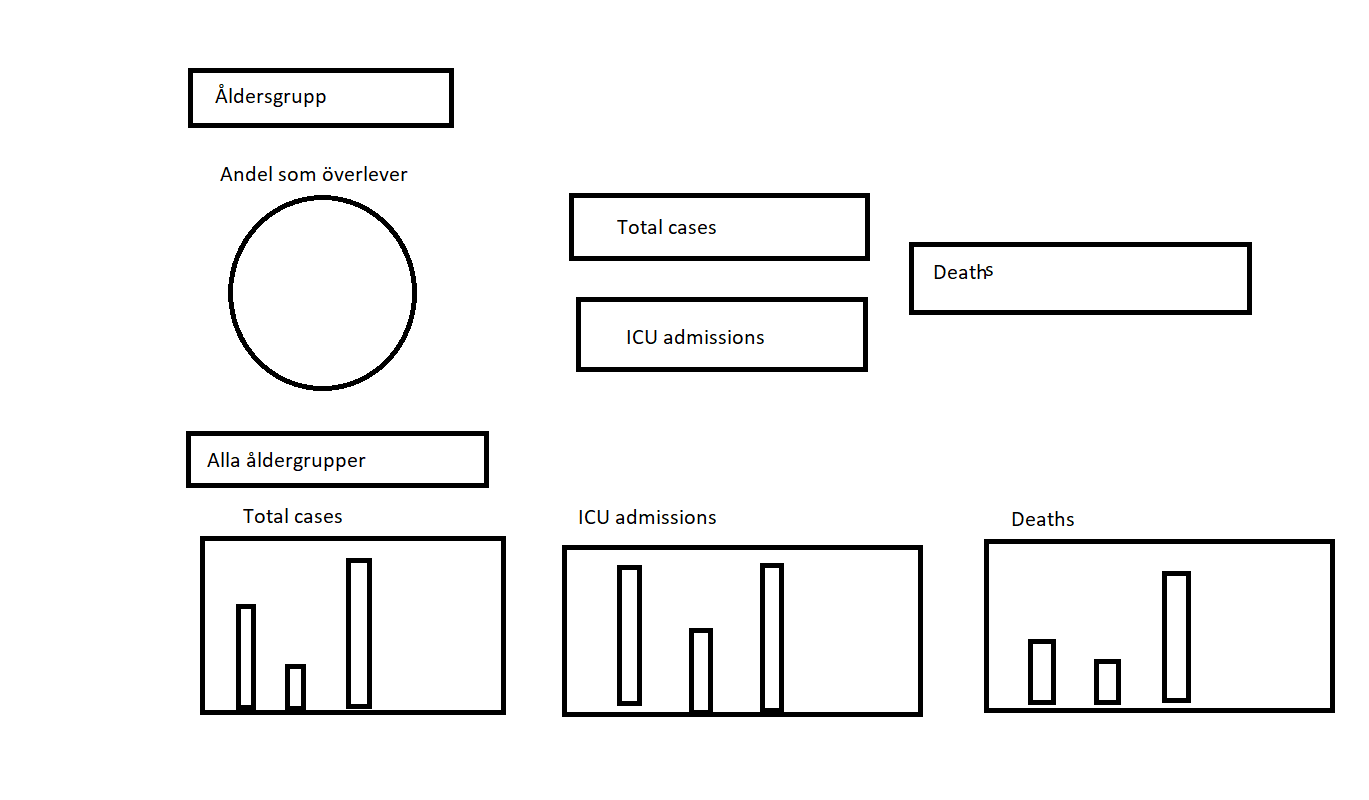 Åldersgrupp
Andel som överlever
Total cases
Deaths
ICU admissions
Alla åldergrupper
Total cases
ICU admissions
Deaths